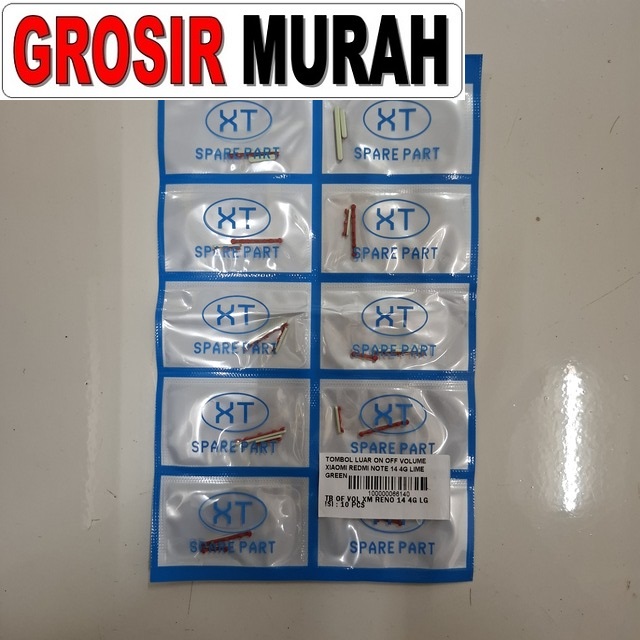 GROSIR MURAH
XT
SPARE PART
XT
SPARE PART
XT
SPARE PART
XT
SPARE PART
XT
SPARE PART
XT
SPARE PART
XT
SPARE PART
XT
SPARE PART
TOMBOL LUAR ON OFF VOLUME
XIAOMI REDMI NOTE 14 4G LIME
GREEN
100000066140
TB OF VOL XM RENO 14 4G LG
ISI : 10 PCS
XT
SPARE PART
XT
SPARE PART